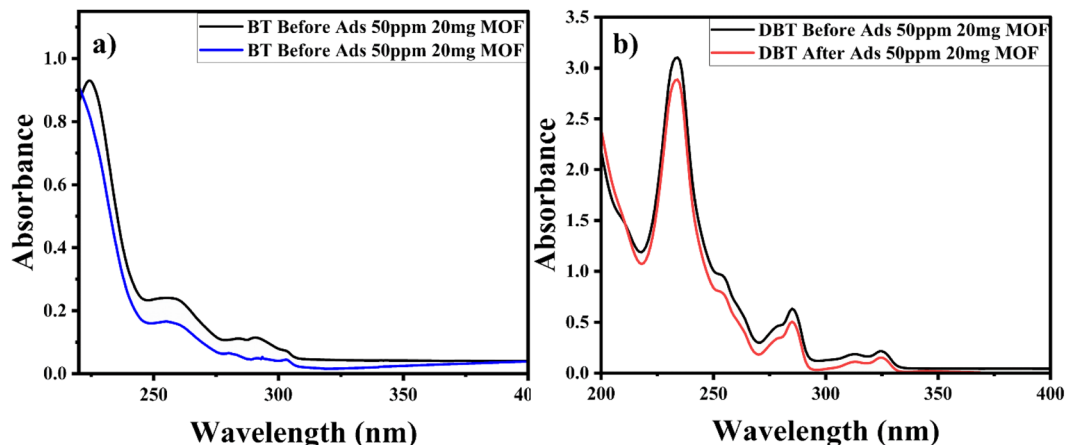 a)
BT Before Ads 50ppm 20mg MOF
BT Before Ads 50ppm 20mg MOF
1.0
0.8
0.6
0.4
0.2
0.0
Absorbance
250
300
350
40
Wavelength (nm)
b)
DBT Before Ads 50ppm 20mg MOF
DBT After Ads 50ppm 20mg MOF
3.5
3.0
2.5
2.0
1.5
1.0
0.5
0.0
Absorbance
200
250
300
350
400
Wavelength (nm)